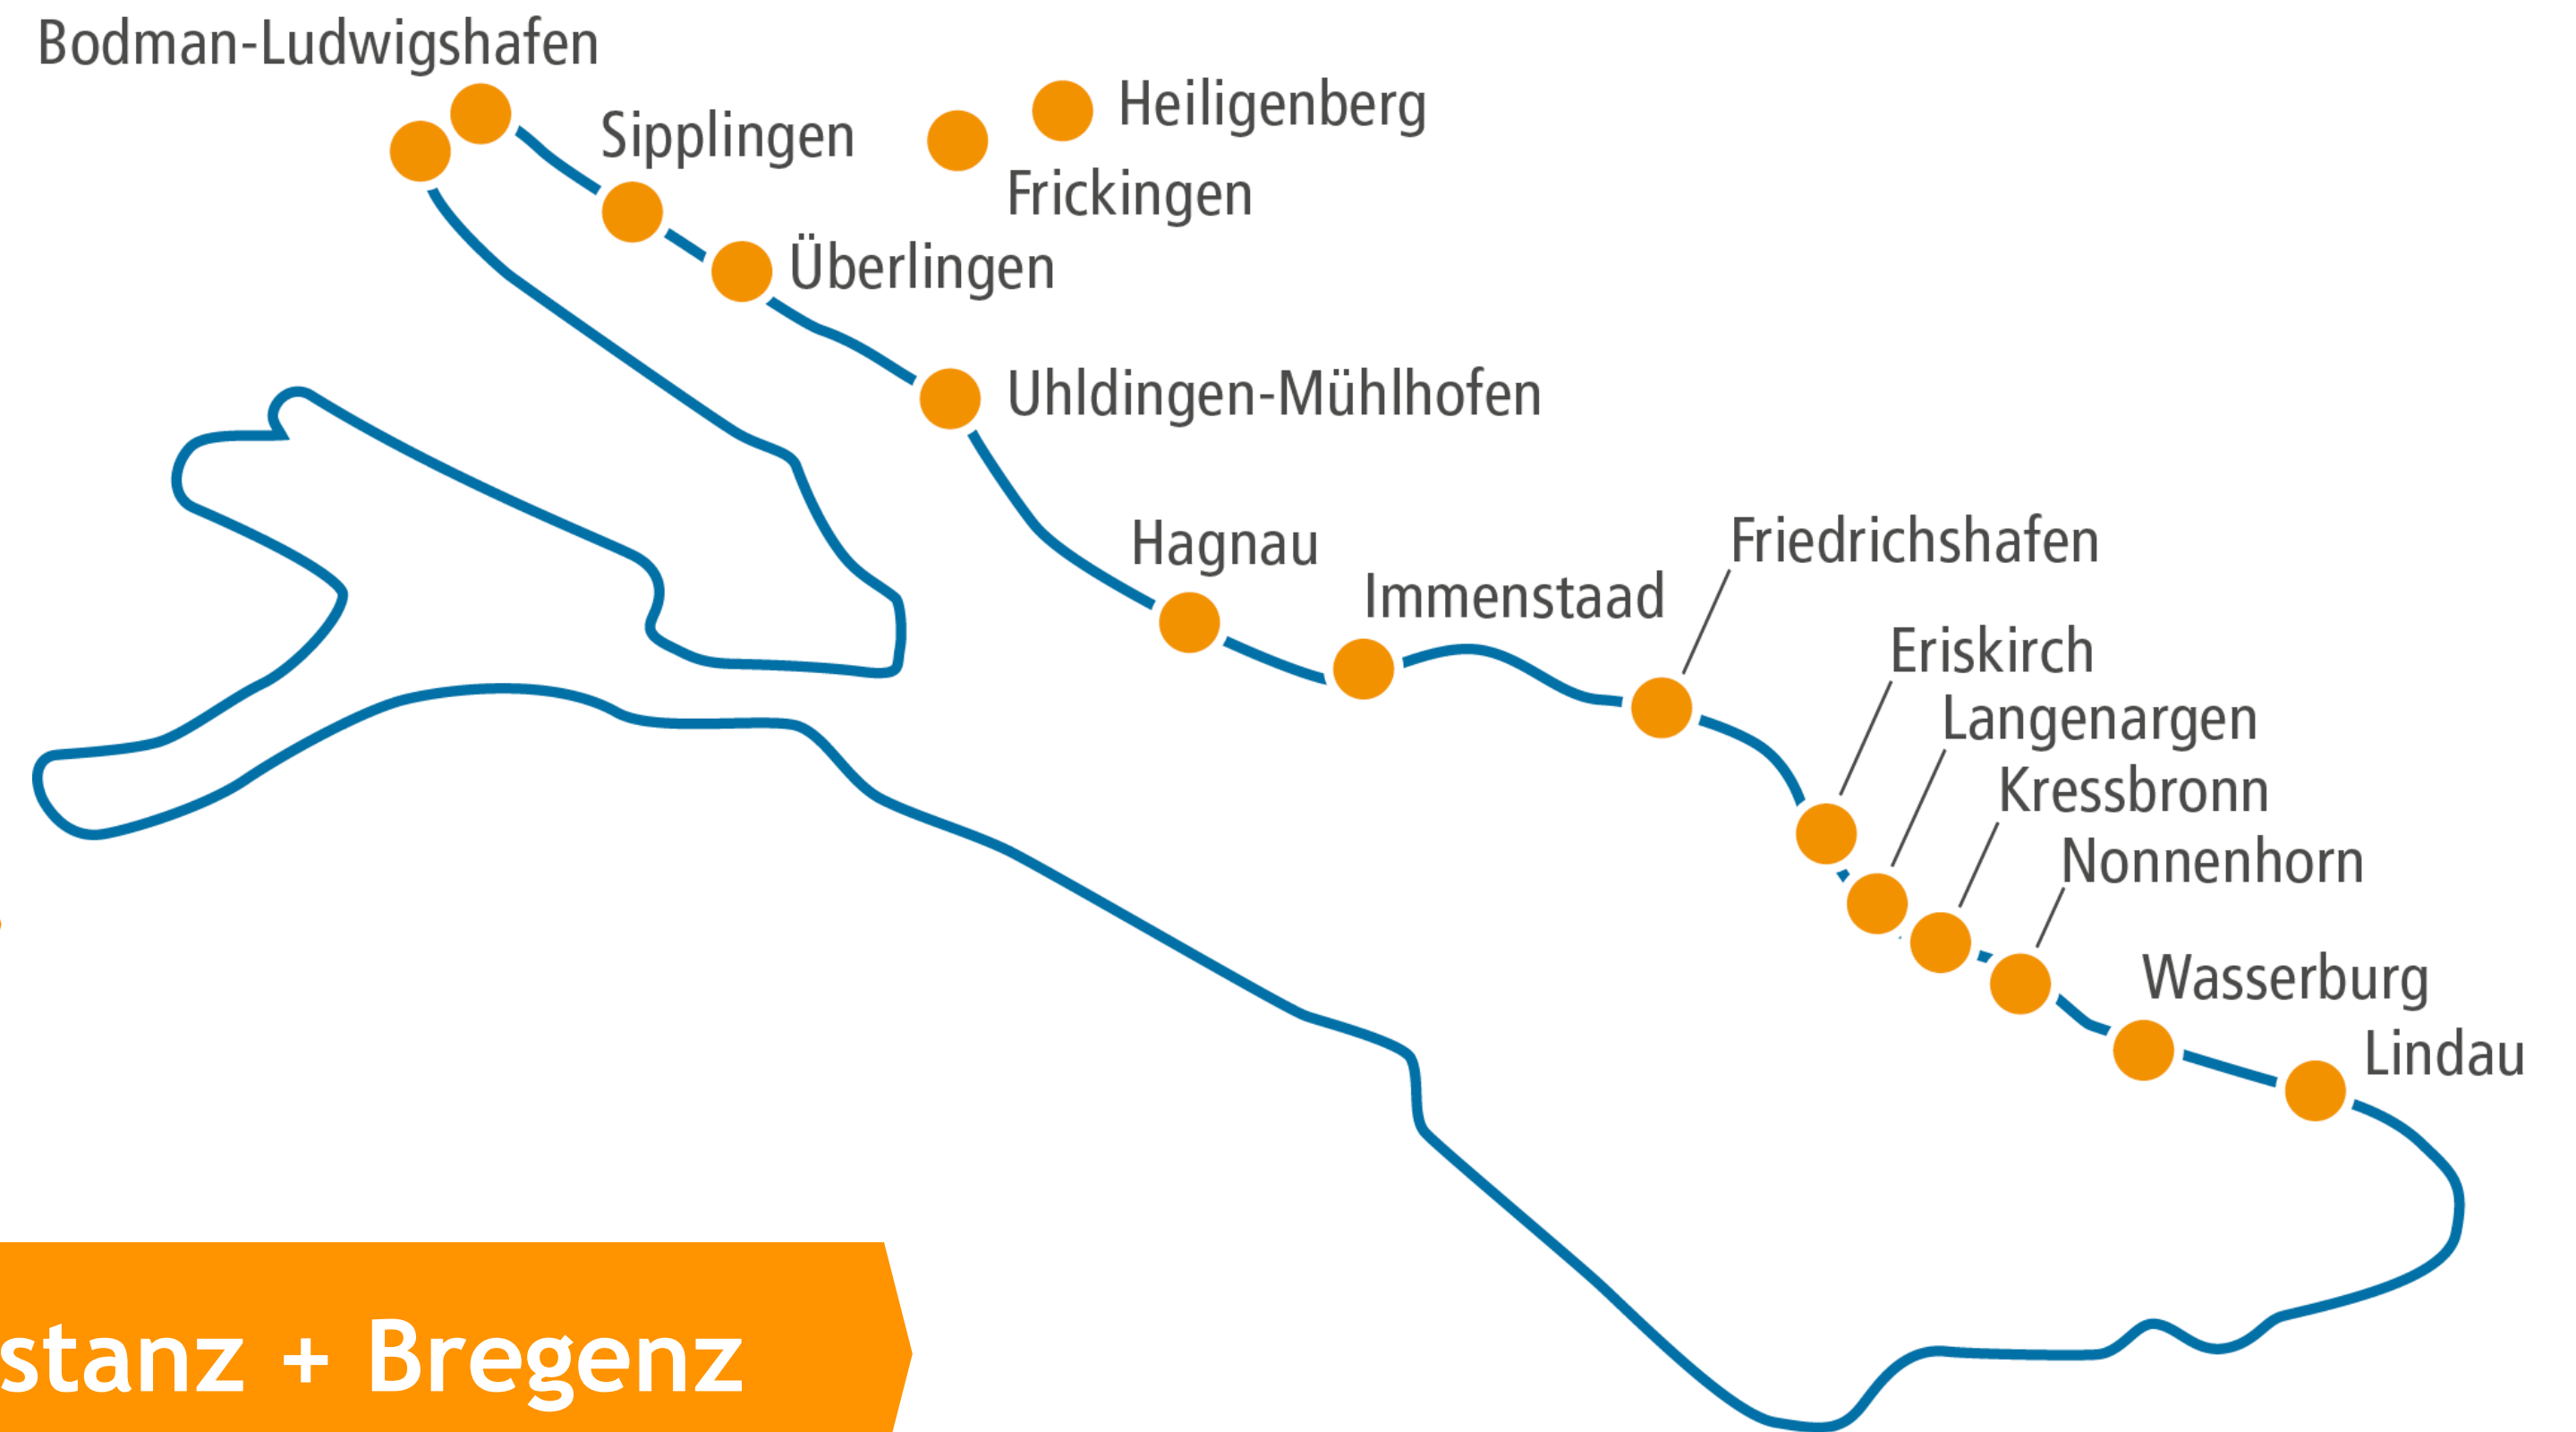 Bodman-Ludwigshafen
Heiligenberg
Sipplingen
Frickingen
Überlingen
Uhldingen-Mühlhofen
Hagnau
Friedrichshafen
Immenstaad
Eriskirch
Langenargen
Kressbronn
Nonnenhorn
Wasserburg
Lindau
stanz + Bregenz